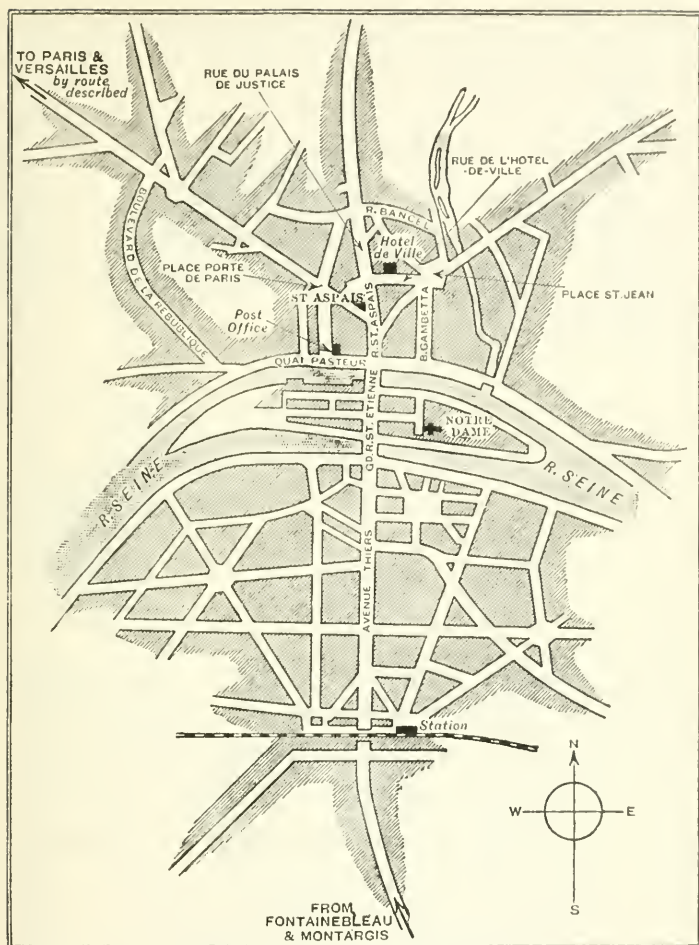 TO PARIS &
VERSAILLES
by route
described
RUE DU PALAIS
DE JUSTICE
RUE DE L'HOTEL
-DE-VILLE
BOULEVARD DE LA REPUBLIQUE
R. BANCEL
Hotel
de Ville
PLACE PORTE
DE PARIS
ST ASPAIS
PLACE ST. JEAN
Post
Office
R. ST. ASPAIS
B. GAMBETTA
QUAI PASTEUR
GD. R. ST. ETIENNE
NOTRE
DAME
R. SEINE
R. SEINE
AVENUE THIERS
Station
N
W
E
S
FROM
FONTAINEBLEAU
& MONTARGIS